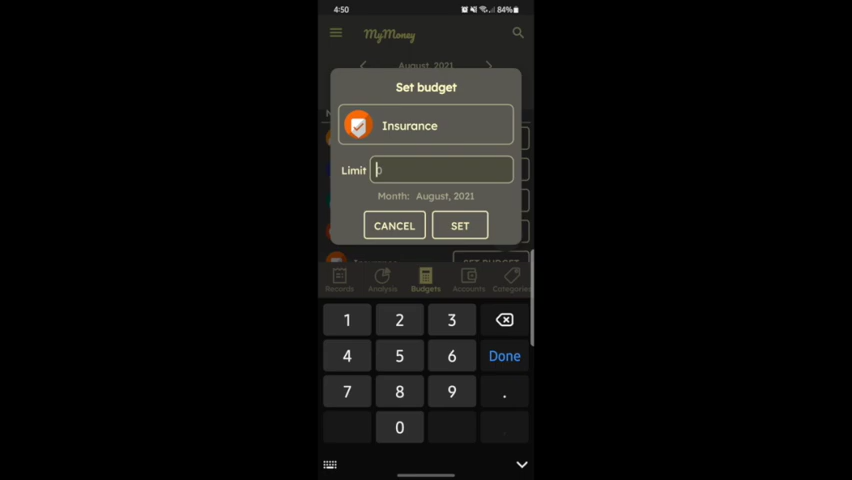 4:50
84%
MyMoney
August, 2021
Set budget
Insurance
Limit 0
Month: August, 2021
CANCEL SET
SET BUDGET
Records Analysis Budgets Accounts Categories
1 2 3
4 5 6 Done
7 8 9 .
0